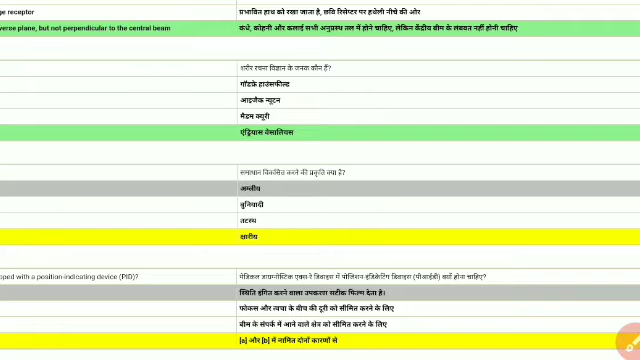 ge receptor
प्रभावित हाथ को रखा जाता है, छवि रिसेप्टर पर हथेली नीचे की ओर
verse plane, but not perpendicular to the central beam
कंधे, कोहनी और कलाई सभी अनुप्रस्थ तल में होने चाहिए, लेकिन केंद्रीय बीम के लंबवत नहीं होनी चाहिए
शरीर रचना विज्ञान के जनक कौन हैं?
गॉडफ्रे हाउंसफील्ड
आइजैक न्यूटन
मैडम क्यूरी
एंड्रियास वेसालियस
समाधान विकसित करने की प्रकृति क्या है?
अम्लीय
बुनियादी
तटस्थ
क्षारीय
pped with a position-indicating device (PID)?
मेडिकल डायग्नोस्टिक एक्स-रे डिवाइस में पोजिशन-इंडिकेटिंग डिवाइस (पीआईडी) क्यों होना चाहिए?
स्थिति इंगित करने वाला उपकरण सटीक फिल्म देता है।
फोकस और त्वचा के बीच की दूरी को सीमित करने के लिए
बीम के संपर्क में आने वाले क्षेत्र को सीमित करने के लिए
[a] और [b] में नामित दोनों कारणों से